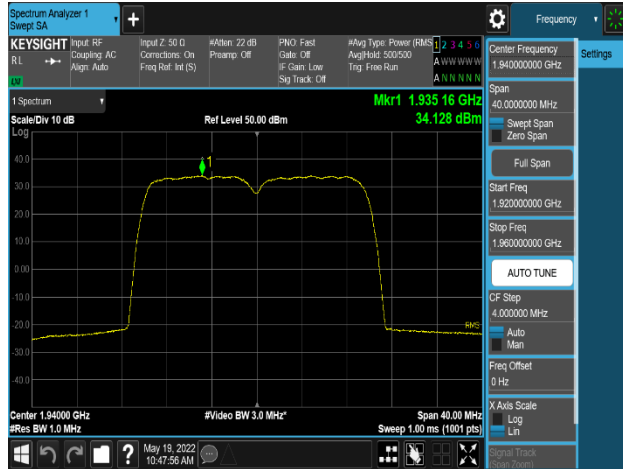 Spectrum Analyzer 1
Swept SA
+
Frequency
KEYSIGHT
RL
Input: RF
Coupling: AC
Align: Auto
Input Z: 50 Ω
Corrections: On
Freq Ref: Int (S)
#Atten: 22 dB
Preamp: Off
PNO: Fast
Gate: Off
IF Gain: Low
Sig Track: Off
#Avg Type: Power (RMS
Avg|Hold: 500/500
Trig: Free Run
1 2 3 4 5 6
A W W W W W
A N N N N N
Settings
Center Frequency
1.940000000 GHz
Span
40.0000000 MHz
Swept Span
Zero Span
Full Span
Start Freq
1.920000000 GHz
Stop Freq
1.960000000 GHz
AUTO TUNE
CF Step
4.000000 MHz
Auto
Man
Freq Offset
0 Hz
X Axis Scale
Log
Lin
Signal Track
(Span Zoom)
1 Spectrum
Scale/Div 10 dB
Log
Ref Level 50.00 dBm
Mkr1 1.935 16 GHz
34.128 dBm
1
40.0
30.0
20.0
10.0
0.00
-10.0
-20.0
-30.0
-40.0
RMS
Center 1.94000 GHz
#Res BW 1.0 MHz
#Video BW 3.0 MHz*
Span 40.00 MHz
Sweep 1.00 ms (1001 pts)
?
May 19, 2022
10:47:56 AM